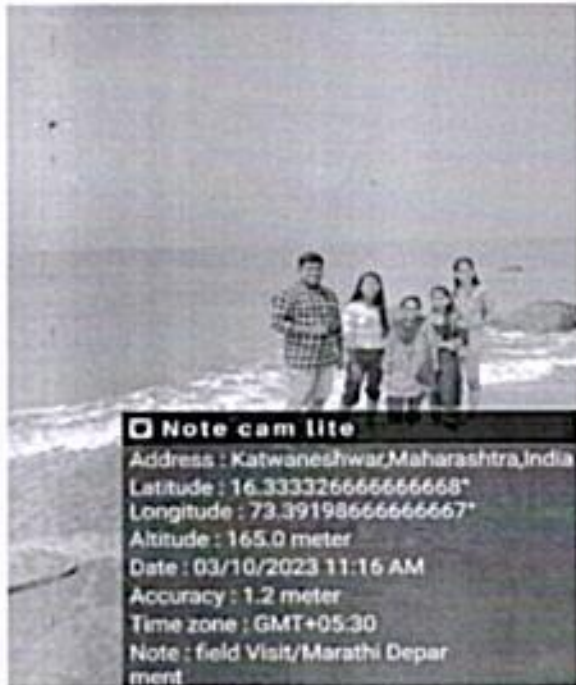 Note cam lite
Address : Katwaneshwar,Maharashtra,India
Latitude : 16.333326666666668°
Longitude : 73.39198666666667°
Altitude : 165.0 meter
Date : 03/10/2023 11:16 AM
Accuracy : 1.2 meter
Time zone : GMT+05:30
Note : field Visit/Marathi Depar
ment